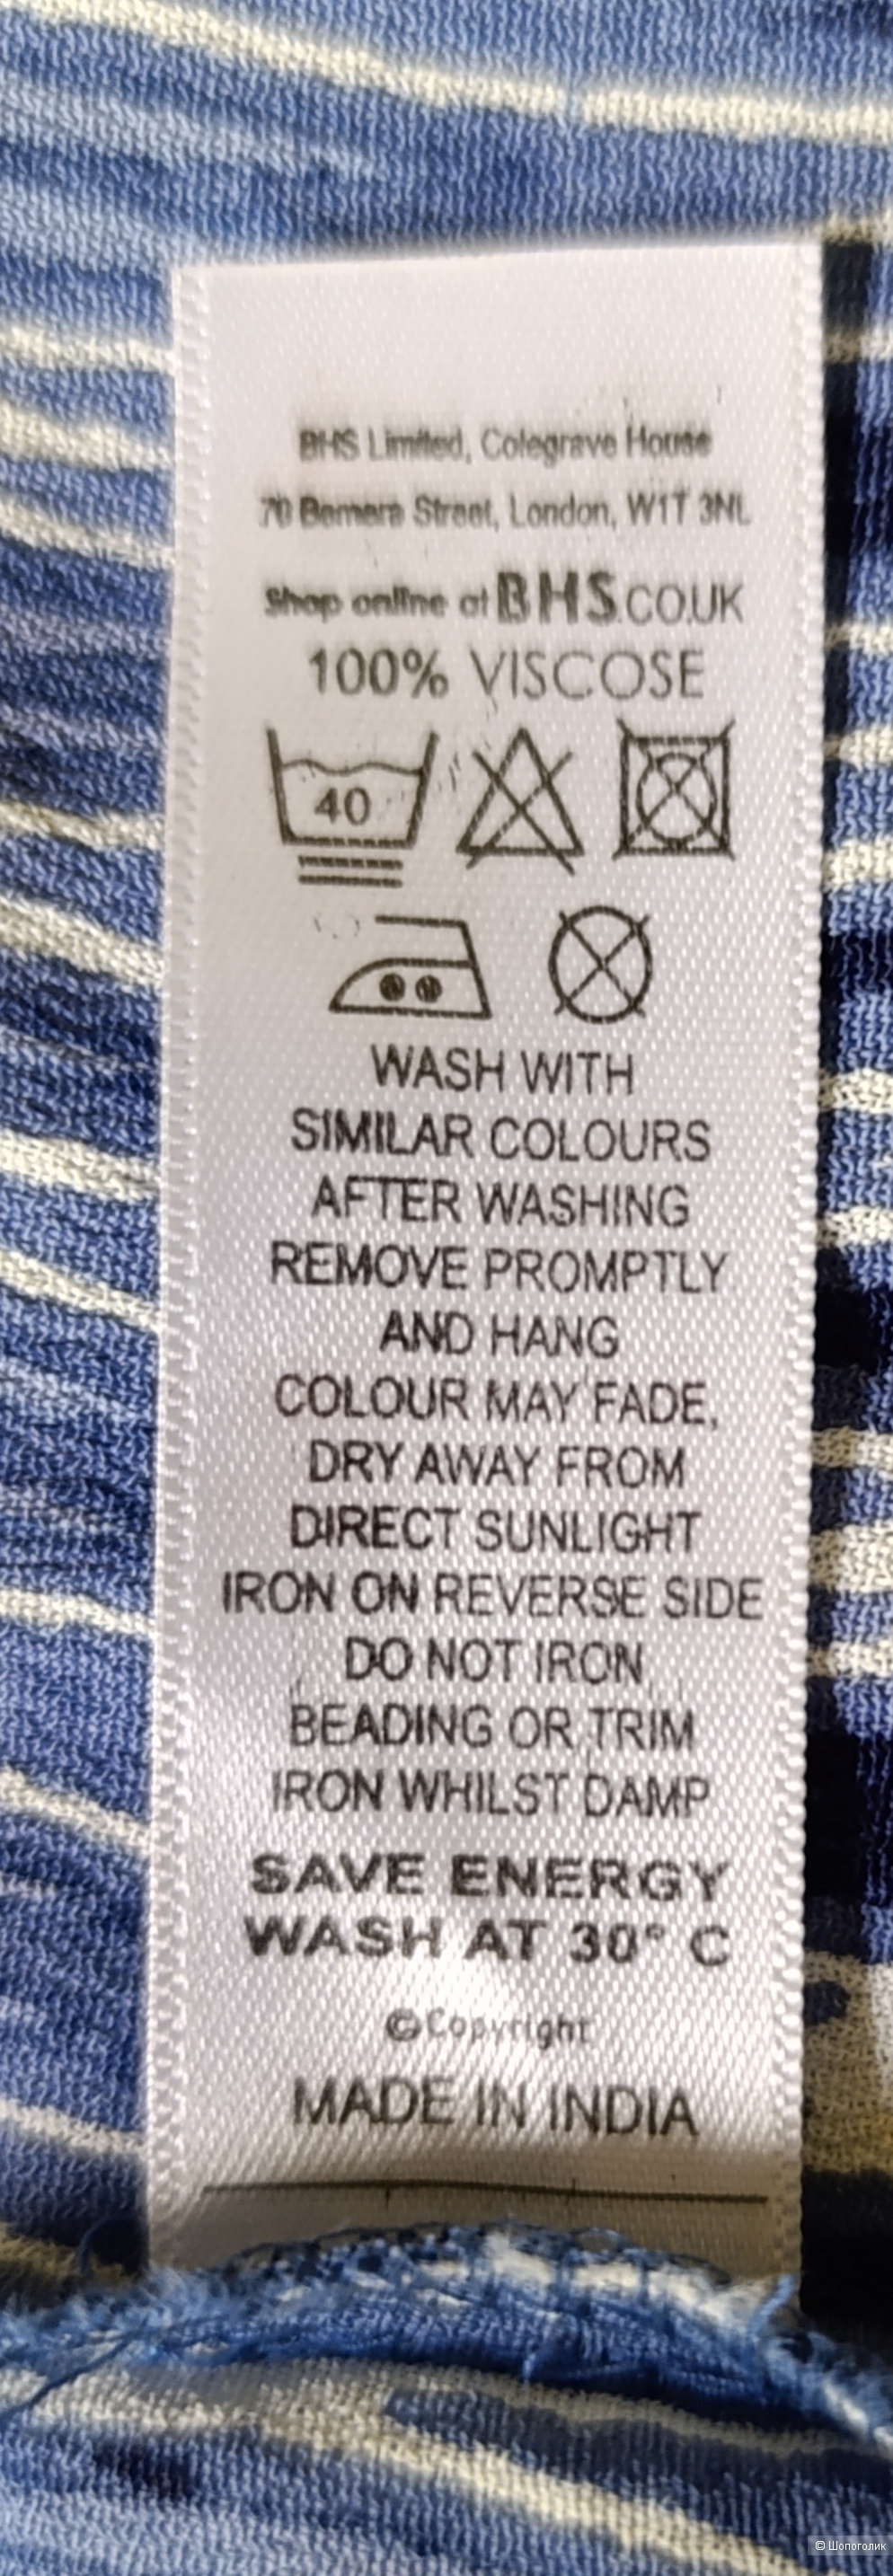 BHS Limited, Colegrave House
70 Berners Street, London, W1T 3NL
Shop online at BHS.CO.UK
100% VISCOSE
40
WASH WITH
SIMILAR COLOURS
AFTER WASHING
REMOVE PROMPTLY
AND HANG
COLOUR MAY FADE,
DRY AWAY FROM
DIRECT SUNLIGHT
IRON ON REVERSE SIDE
DO NOT IRON
BEADING OR TRIM
IRON WHILST DAMP
SAVE ENERGY
WASH AT 30° C
©Copyright
MADE IN INDIA
© Шопоголик